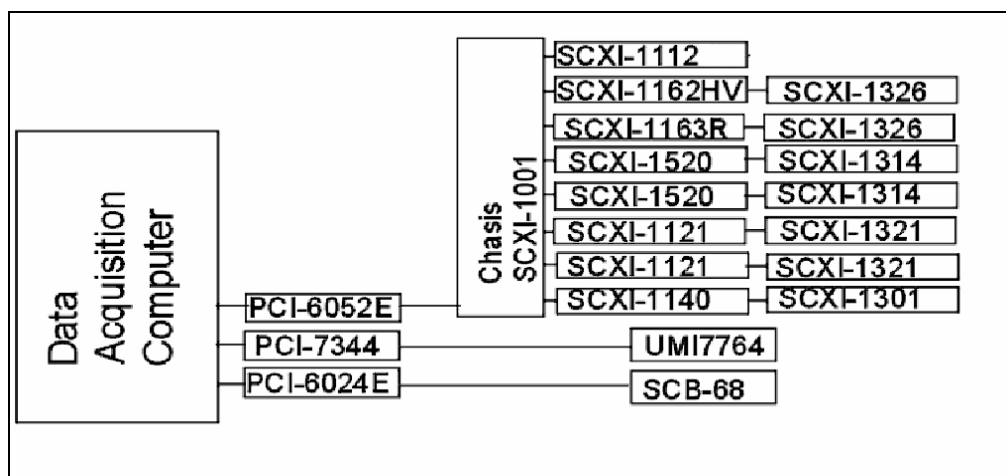 Data
Acquisition
Computer
PCI-6052E
PCI-7344
PCI-6024E
Chasis
SCXI-1001
SCXI-1112
SCXI-1162HV
SCXI-1326
SCXI-1163R
SCXI-1326
SCXI-1520
SCXI-1314
SCXI-1520
SCXI-1314
SCXI-1121
SCXI-1321
SCXI-1121
SCXI-1321
SCXI-1140
SCXI-1301
UMI7764
SCB-68